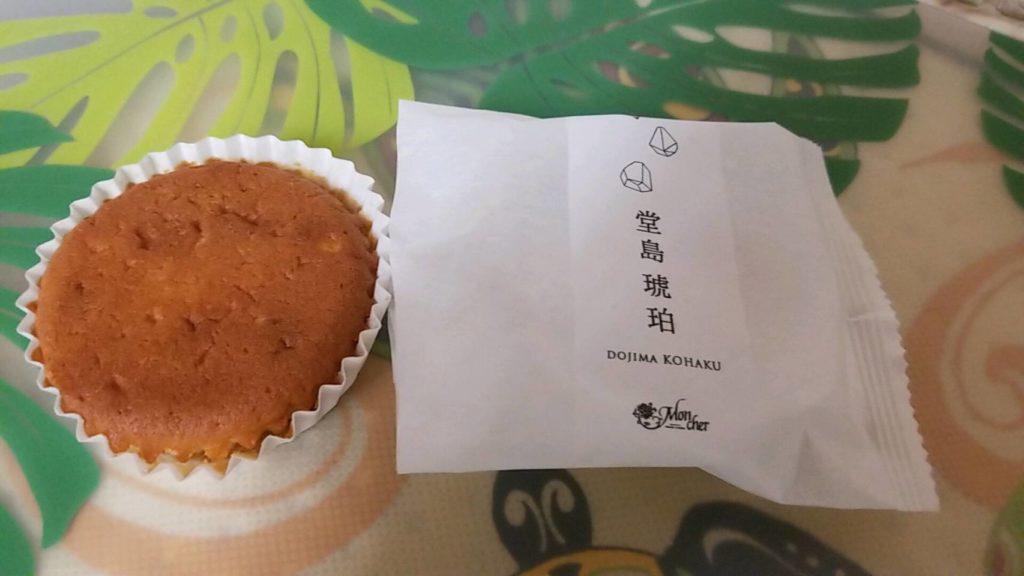 堂島琥珀
DOJIMA KOHAKU
Mon
cher